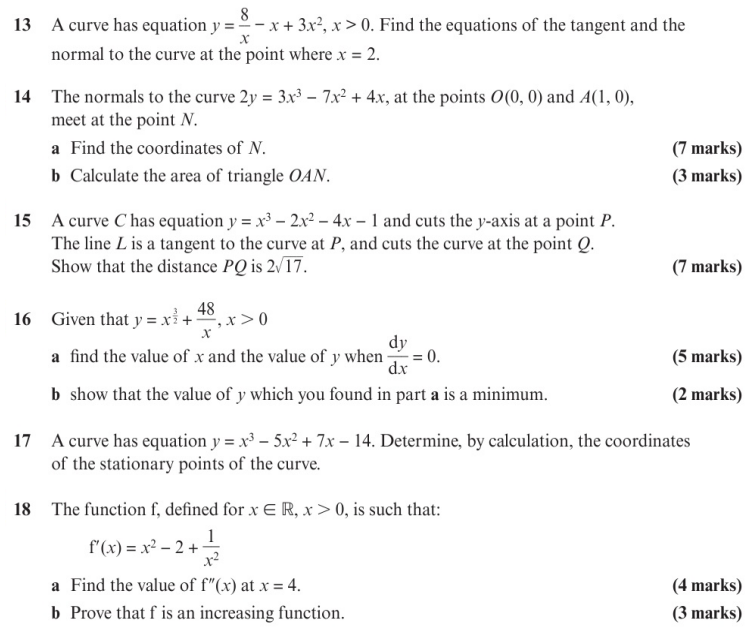 13 A curve has equation y = 8/x − x + 3x², x > 0. Find the equations of the tangent and the
normal to the curve at the point where x = 2.
14 The normals to the curve 2y = 3x³ − 7x² + 4x, at the points O(0, 0) and A(1, 0),
meet at the point N.
a Find the coordinates of N. (7 marks)
b Calculate the area of triangle OAN. (3 marks)
15 A curve C has equation y = x³ − 2x² − 4x − 1 and cuts the y-axis at a point P.
The line L is a tangent to the curve at P, and cuts the curve at the point Q.
Show that the distance PQ is 2√17. (7 marks)
16 Given that y = x^(3/2) + 48/x, x > 0
a find the value of x and the value of y when dy/dx = 0. (5 marks)
b show that the value of y which you found in part a is a minimum. (2 marks)
17 A curve has equation y = x³ − 5x² + 7x − 14. Determine, by calculation, the coordinates
of the stationary points of the curve.
18 The function f, defined for x ∈ ℝ, x > 0, is such that:
f′(x) = x² − 2 + 1/x²
a Find the value of f″(x) at x = 4. (4 marks)
b Prove that f is an increasing function. (3 marks)